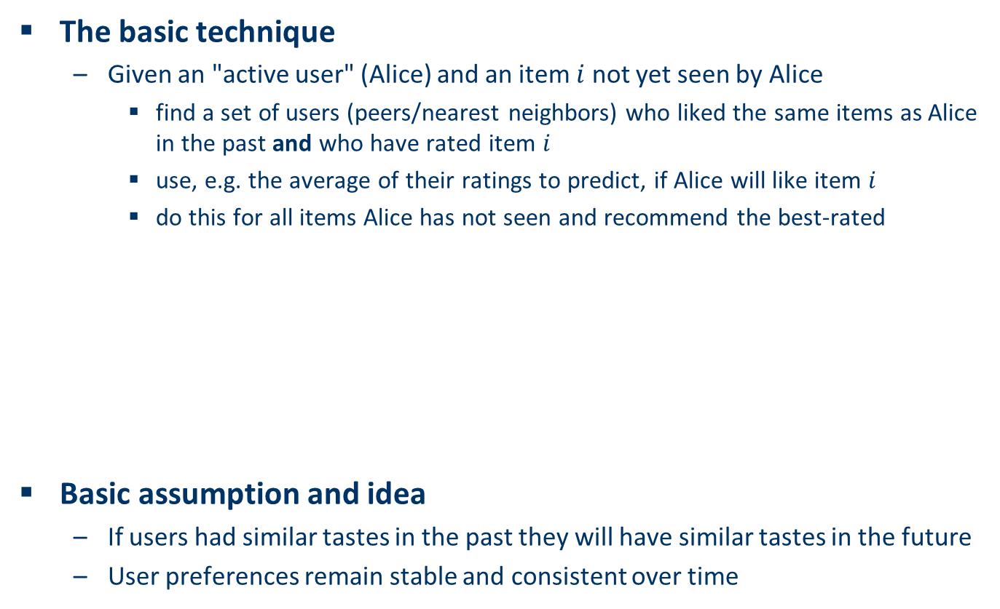 ▪ The basic technique
– Given an "active user" (Alice) and an item i not yet seen by Alice
▪ find a set of users (peers/nearest neighbors) who liked the same items as Alice
in the past and who have rated item i
▪ use, e.g. the average of their ratings to predict, if Alice will like item i
▪ do this for all items Alice has not seen and recommend the best-rated
▪ Basic assumption and idea
– If users had similar tastes in the past they will have similar tastes in the future
– User preferences remain stable and consistent over time